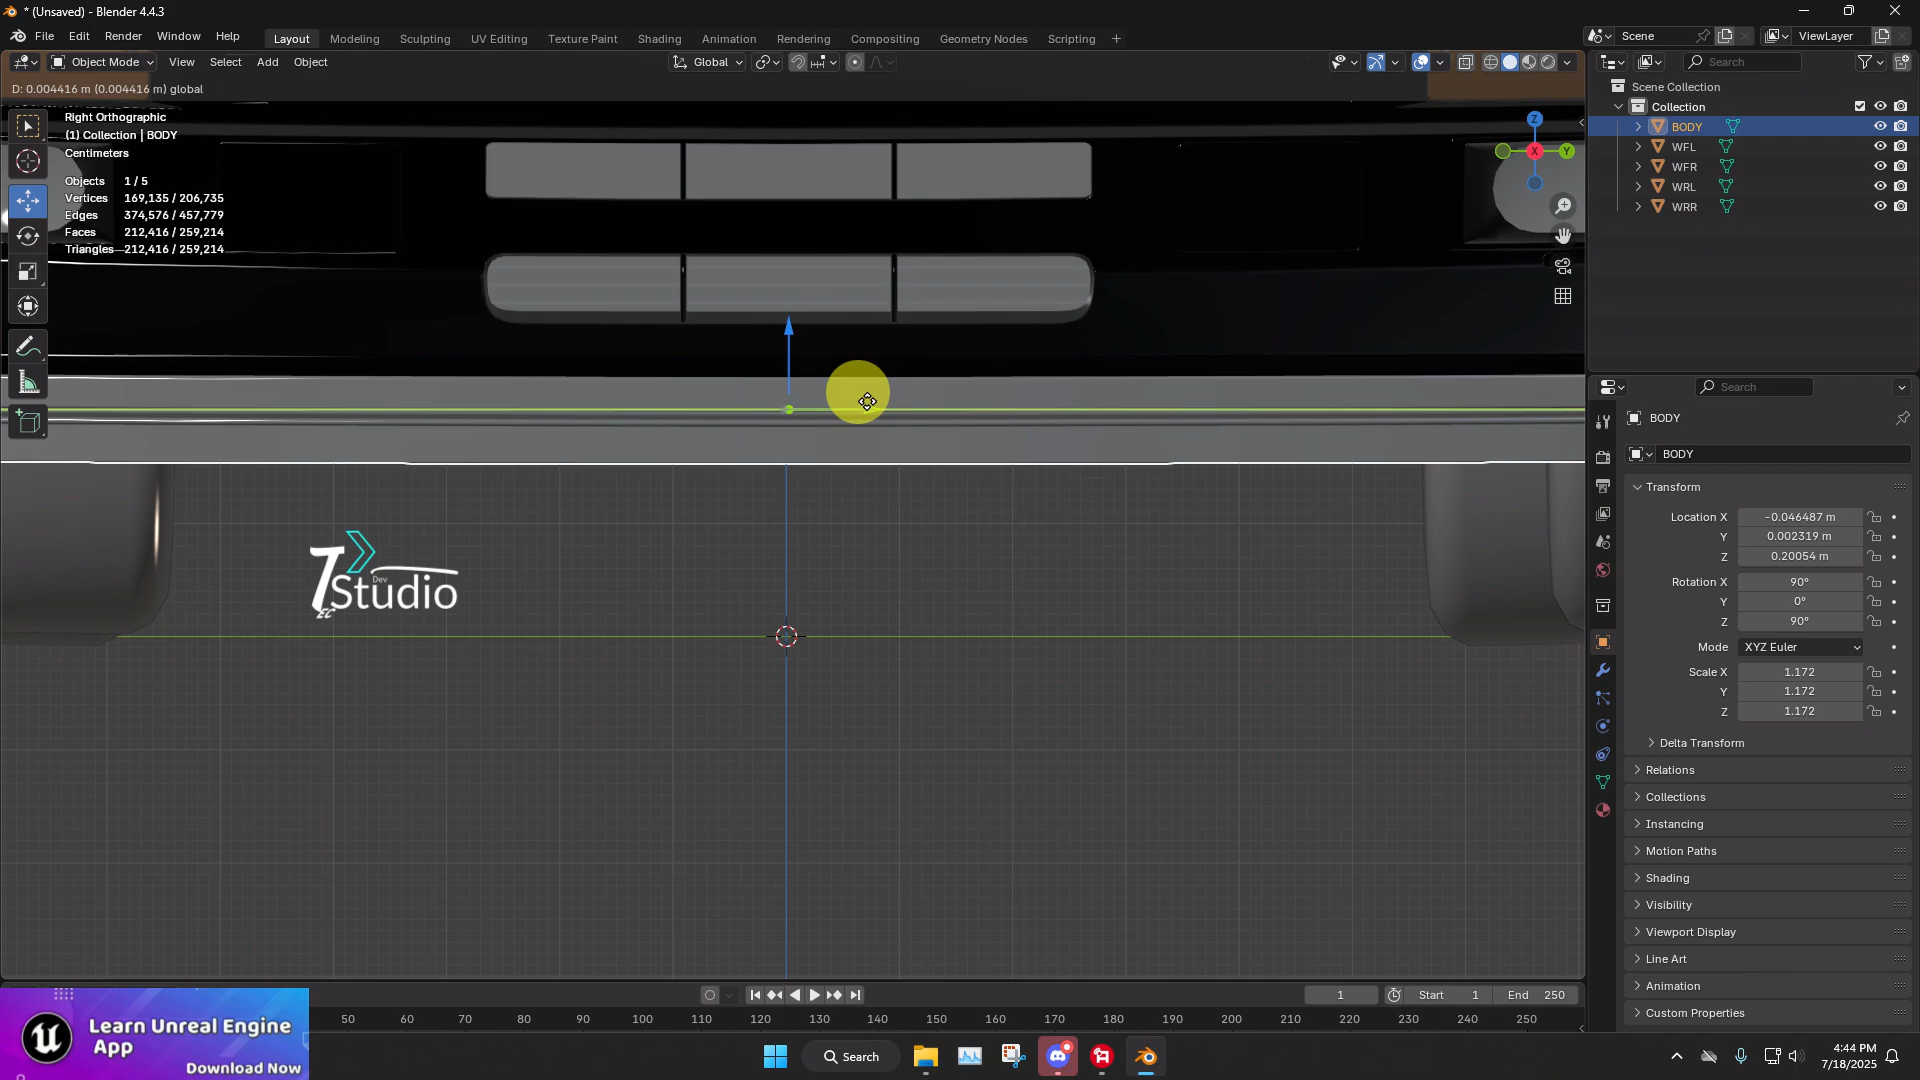 * (Unsaved) - Blender 4.4.3
File Edit Render Window Help
Layout Modeling Sculpting UV Editing Texture Paint Shading Animation Rendering Compositing Geometry Nodes Scripting +
Scene
ViewLayer
Object Mode View Select Add Object
Global
Search
D: 0.004416 m (0.004416 m) global
Right Orthographic
(1) Collection | BODY
Centimeters
Objects 1 / 5
Vertices 169,135 / 206,735
Edges 374,576 / 457,779
Faces 212,416 / 259,214
Triangles 212,416 / 259,214
Z
X
Y
Scene Collection
Collection
BODY
WFL
WFR
WRL
WRR
Search
BODY
BODY
Transform
Location X -0.046487 m
Y 0.002319 m
Z 0.20054 m
Rotation X 90°
Y 0°
Z 90°
Mode XYZ Euler
Scale X 1.172
Y 1.172
Z 1.172
Delta Transform
Relations
Collections
Instancing
Motion Paths
Shading
Visibility
Viewport Display
Line Art
Animation
Custom Properties
Studio
Dev
EC
1 Start 1 End 250
50 60 70 80 90 100 110 120 130 140 150 160 170 180 190 200 210 220 230 240 250
Learn Unreal Engine
App
Download Now
Search
4:44 PM
7/18/2025